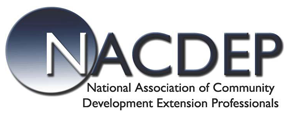 NACDEP
National Association of Community
Development Extension Professionals